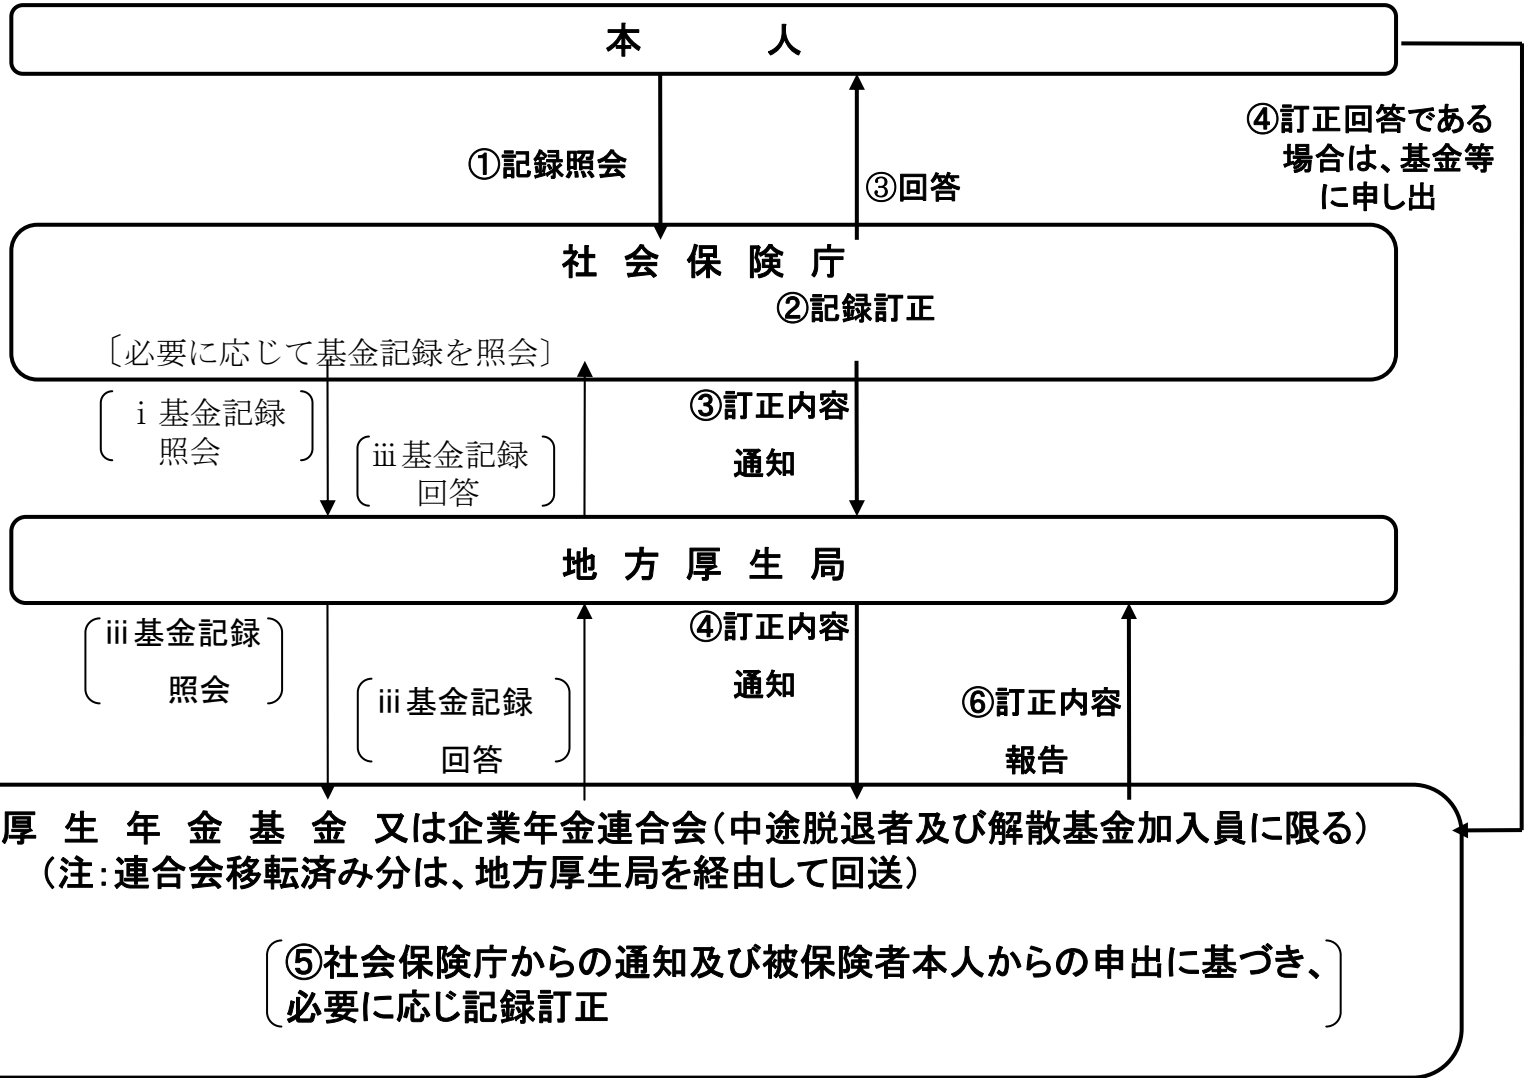 本 人
④訂正回答である
場合は、基金等
に申し出
①記録照会
③回答
社 会 保 険 庁
②記録訂正
〔必要に応じて基金記録を照会〕
ⅰ 基金記録
照会
ⅲ基金記録
回答
③訂正内容
通知
地 方 厚 生 局
ⅲ基金記録
照会
ⅲ基金記録
回答
④訂正内容
通知
⑥訂正内容
報告
厚 生 年 金 基 金 又は企業年金連合会(中途脱退者及び解散基金加入員に限る)
(注:連合会移転済み分は、地方厚生局を経由して回送)
⑤社会保険庁からの通知及び被保険者本人からの申出に基づき、
必要に応じ記録訂正